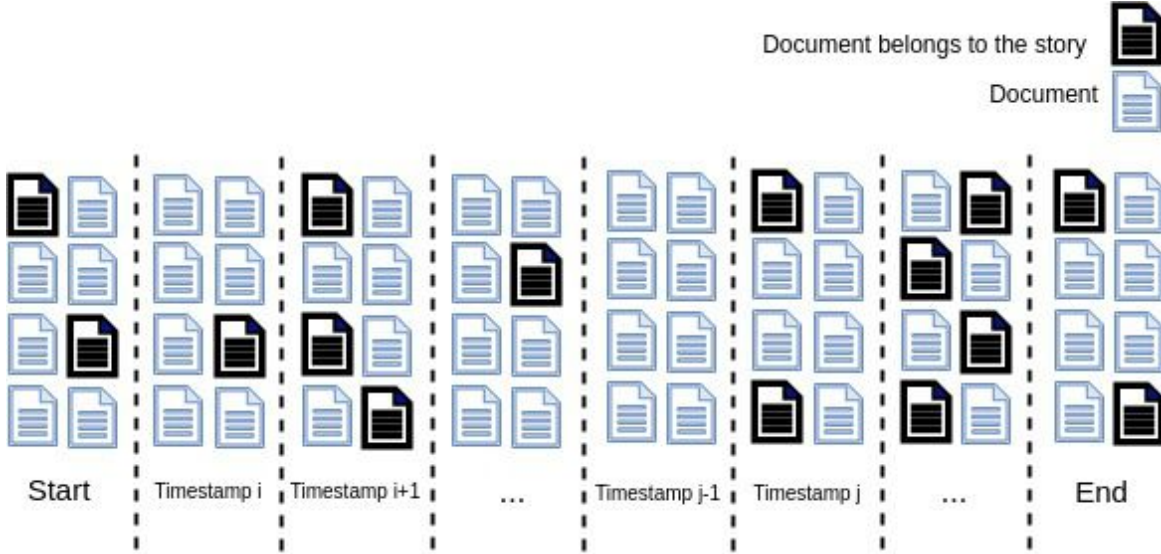 Document belongs to the story
Document
Start
Timestamp i
Timestamp i+1
...
Timestamp j-1
Timestamp j
...
End